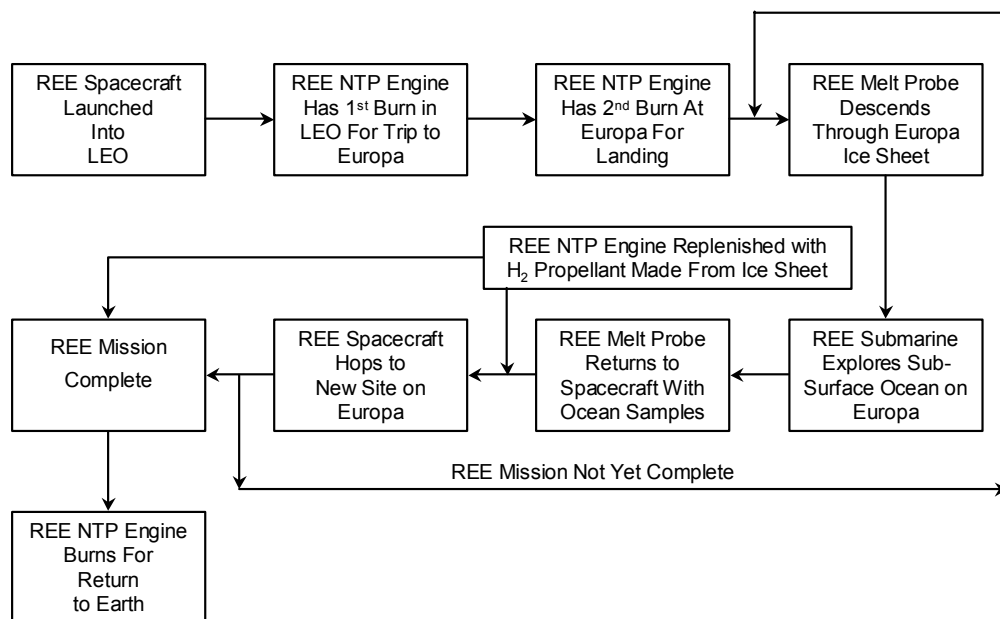 REE Spacecraft
Launched
Into
LEO
REE NTP Engine
Has 1st Burn in
LEO For Trip to
Europa
REE NTP Engine
Has 2nd Burn At
Europa For
Landing
REE Melt Probe
Descends
Through Europa
Ice Sheet
REE NTP Engine Replenished with
H2 Propellant Made From Ice Sheet
REE Mission
Complete
REE Spacecraft
Hops to
New Site on
Europa
REE Melt Probe
Returns to
Spacecraft With
Ocean Samples
REE Submarine
Explores Sub-
Surface Ocean on
Europa
REE Mission Not Yet Complete
REE NTP Engine
Burns For
Return
to Earth